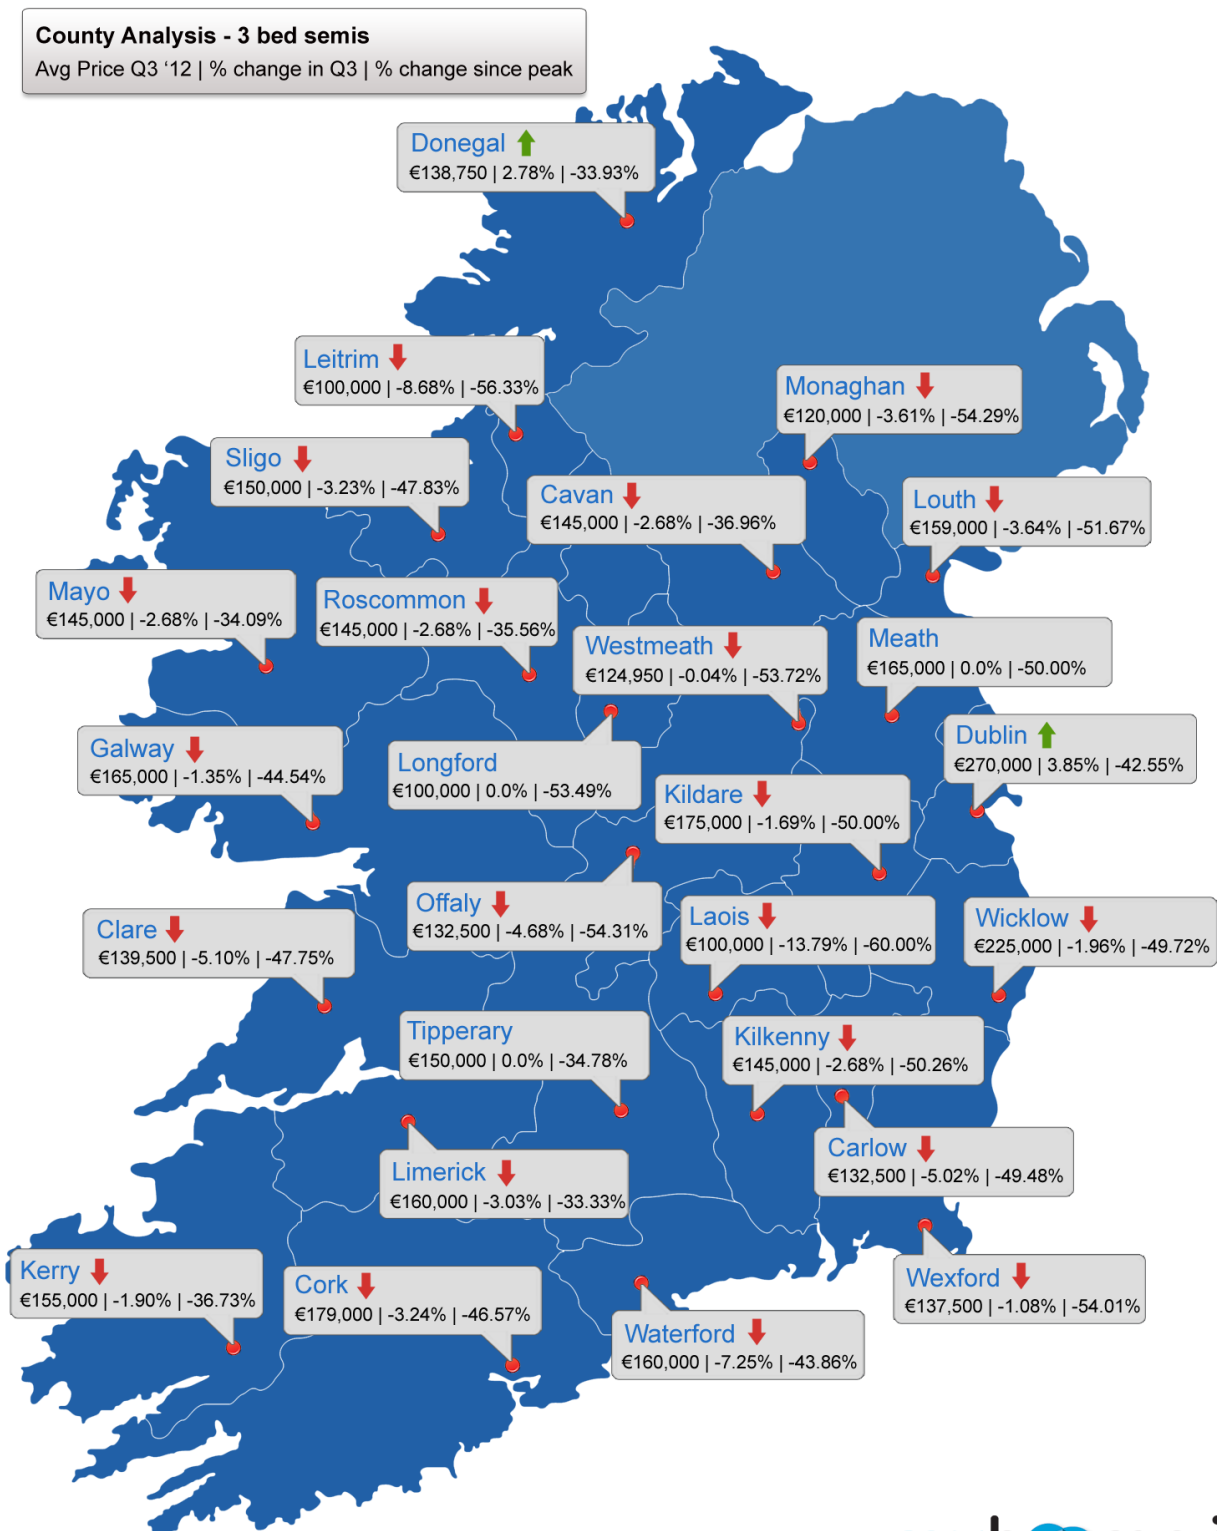 County Analysis - 3 bed semis
Avg Price Q3 ‘12 | % change in Q3 | % change since peak
Donegal
€138,750 | 2.78% | -33.93%
Leitrim
€100,000 | -8.68% | -56.33%
Monaghan
€120,000 | -3.61% | -54.29%
Sligo
€150,000 | -3.23% | -47.83%
Cavan
€145,000 | -2.68% | -36.96%
Louth
€159,000 | -3.64% | -51.67%
Mayo
€145,000 | -2.68% | -34.09%
Roscommon
€145,000 | -2.68% | -35.56%
Westmeath
€124,950 | -0.04% | -53.72%
Meath
€165,000 | 0.0% | -50.00%
Galway
€165,000 | -1.35% | -44.54%
Longford
€100,000 | 0.0% | -53.49%
Dublin
€270,000 | 3.85% | -42.55%
Kildare
€175,000 | -1.69% | -50.00%
Offaly
€132,500 | -4.68% | -54.31%
Laois
€100,000 | -13.79% | -60.00%
Wicklow
€225,000 | -1.96% | -49.72%
Clare
€139,500 | -5.10% | -47.75%
Tipperary
€150,000 | 0.0% | -34.78%
Kilkenny
€145,000 | -2.68% | -50.26%
Carlow
€132,500 | -5.02% | -49.48%
Limerick
€160,000 | -3.03% | -33.33%
Kerry
€155,000 | -1.90% | -36.73%
Cork
€179,000 | -3.24% | -46.57%
Wexford
€137,500 | -1.08% | -54.01%
Waterford
€160,000 | -7.25% | -43.86%